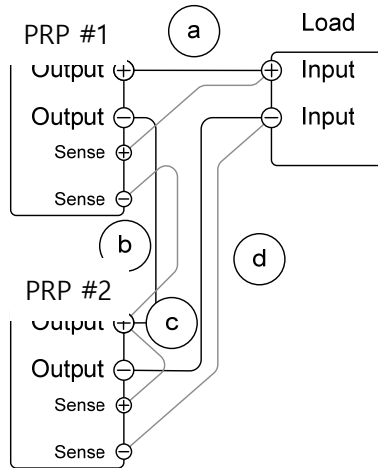 PRP #1
a
Load
Output
Input
Output
Input
Sense
Sense
b
d
PRP #2
c
Output
Output
Sense
Sense